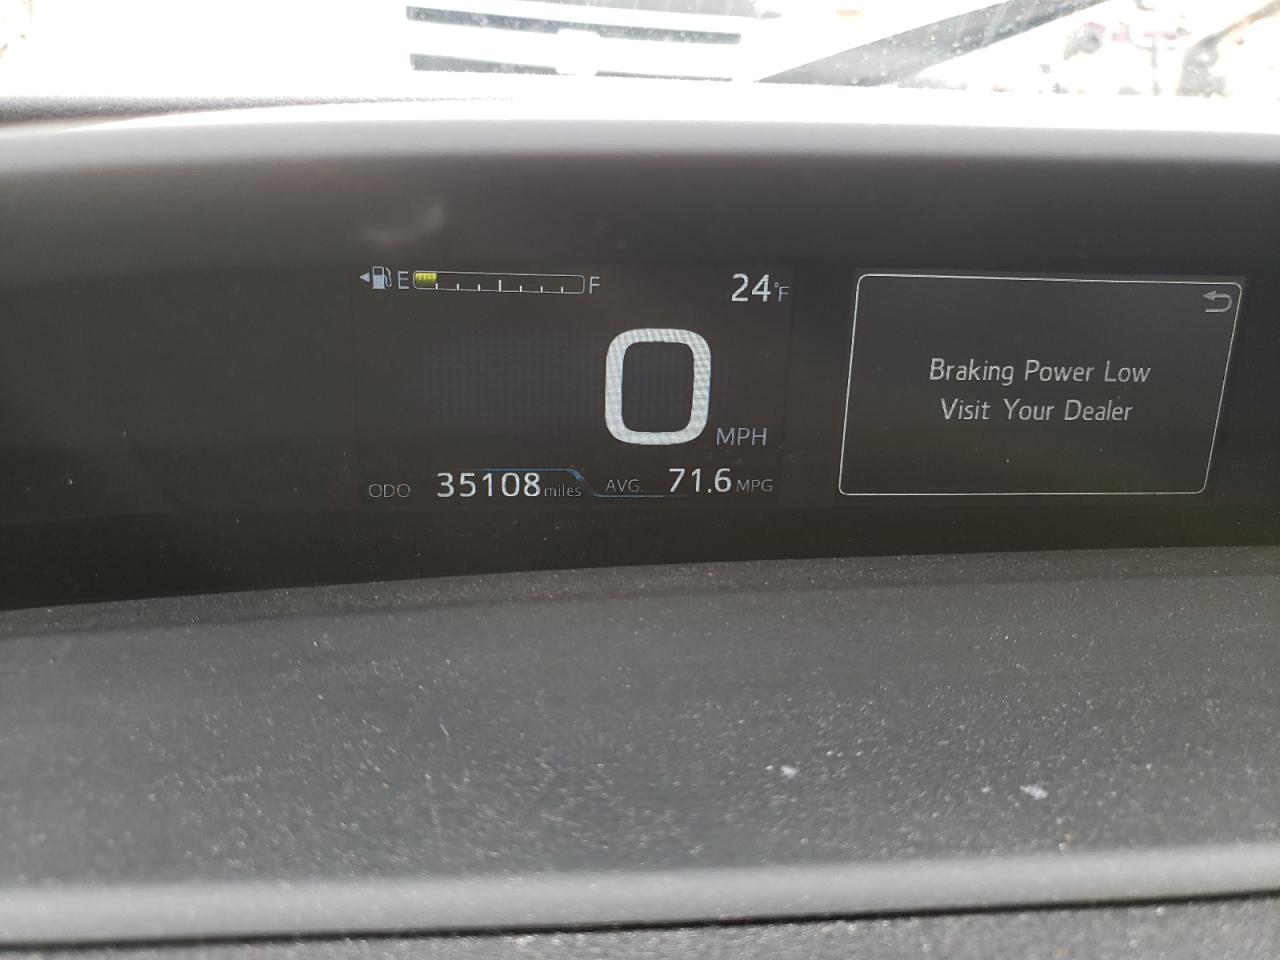 E F 24°F
0 MPH
ODO 35108 miles AVG. 71.6 MPG
Braking Power Low
Visit Your Dealer